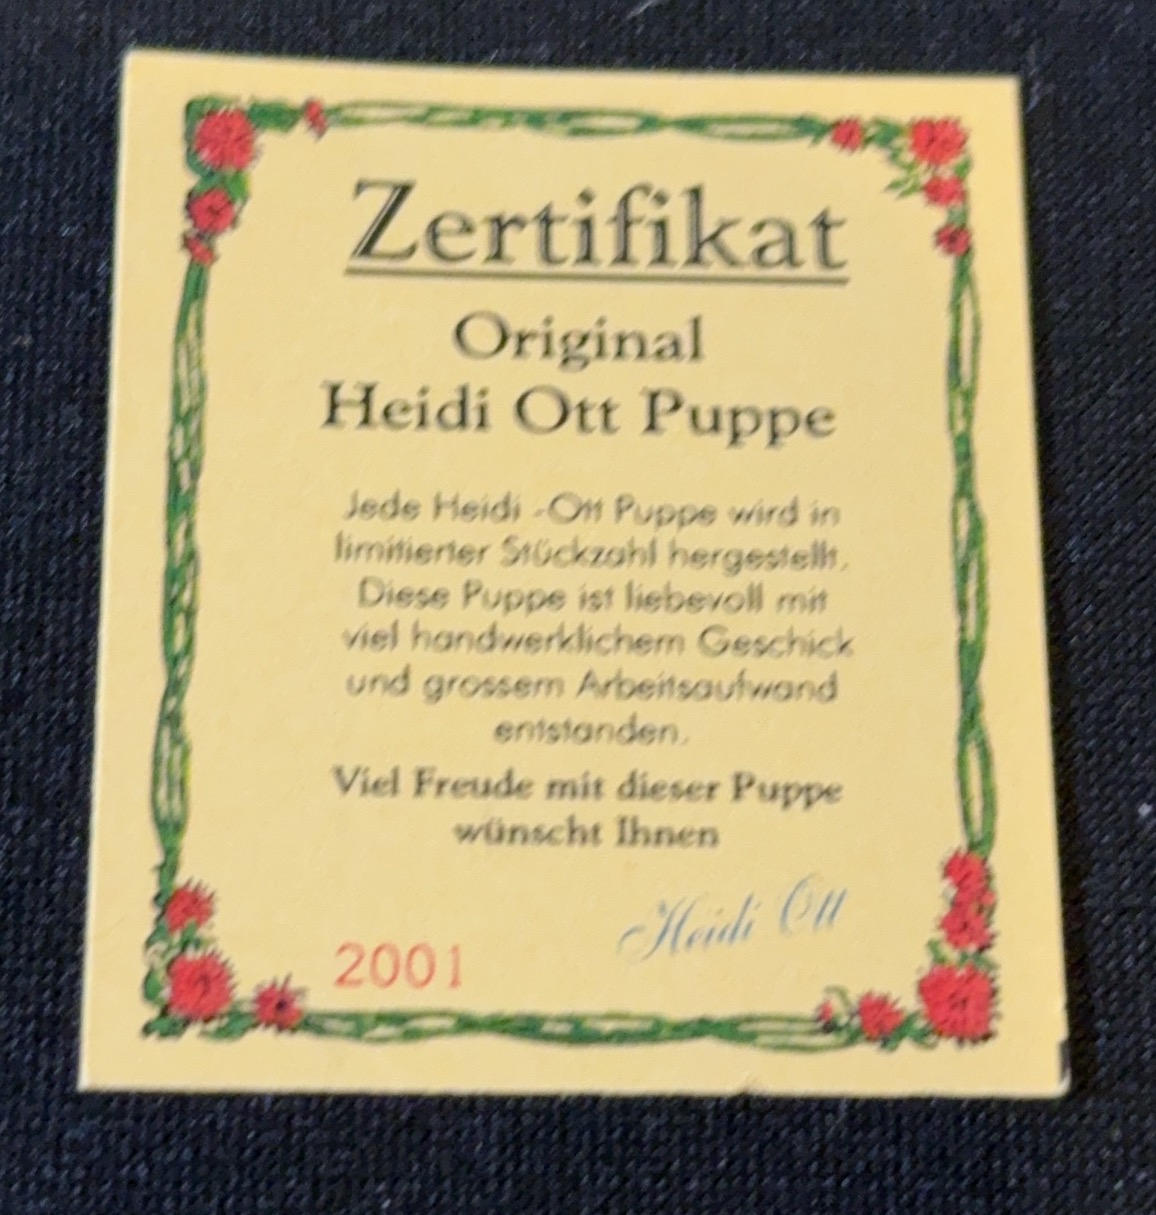 Zertifikat
Original
Heidi Ott Puppe
Jede Heidi -Ott Puppe wird in
limitierter Stückzahl hergestellt.
Diese Puppe ist liebevoll mit
viel handwerklichem Geschick
und grossem Arbeitsaufwand
entstanden.
Viel Freude mit dieser Puppe
wünscht Ihnen
Heidi Ott
2001